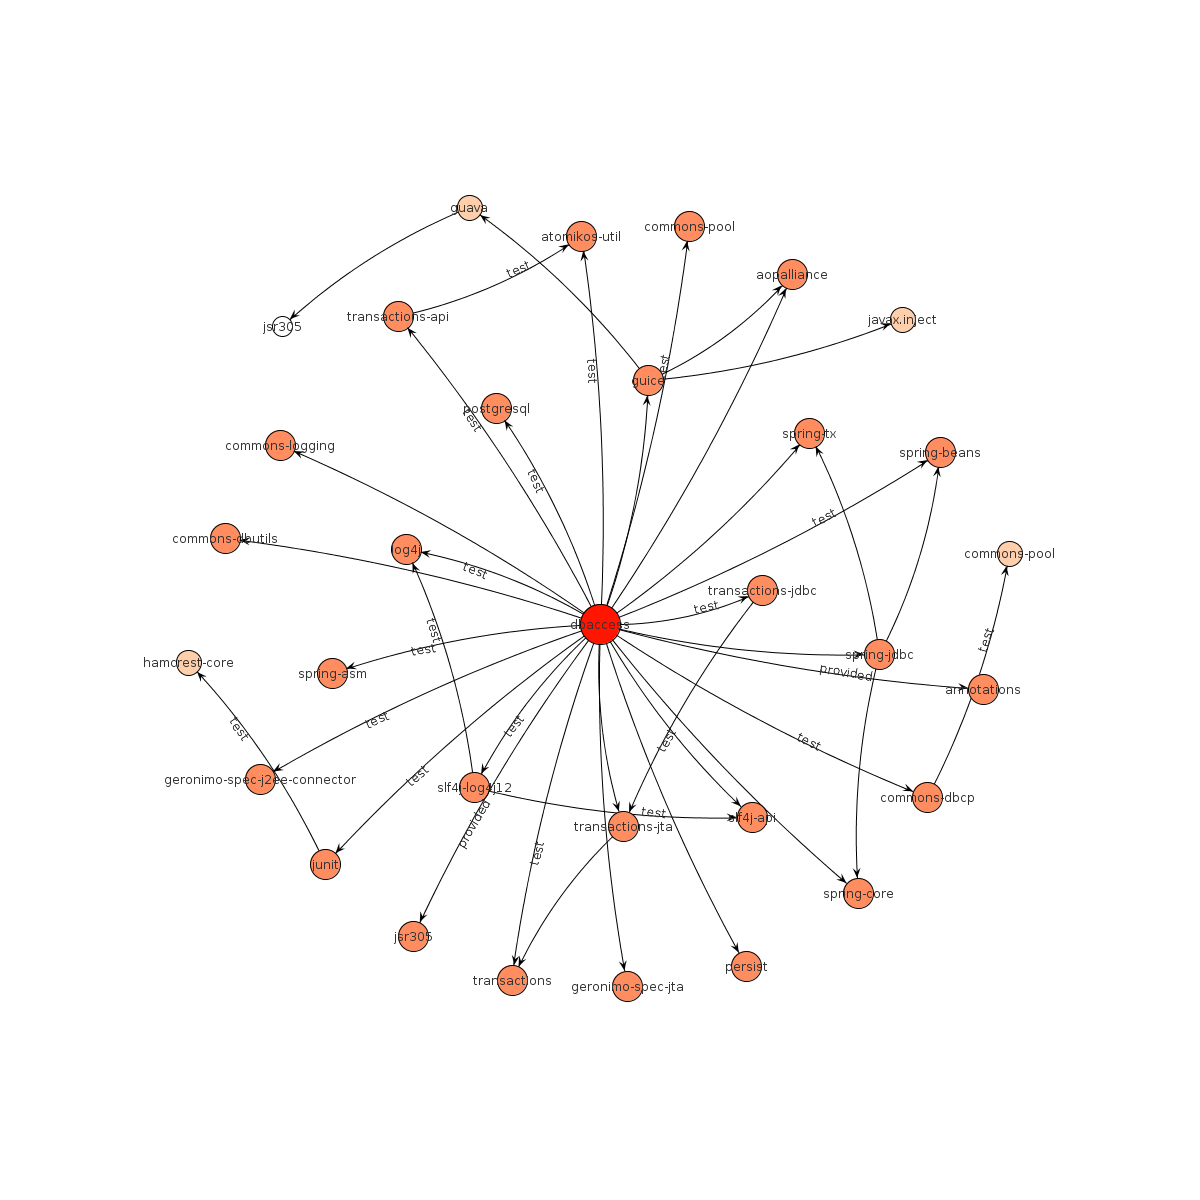 guava
commons-pool
atomikos-util
test
aopalliance
transactions-api
javax.inject
jsr305
test
guice
postgresql
test
spring-tx
commons-logging
spring-beans
test
test
commons-dbutils
log4j
commons-pool
test
transactions-jdbc
test
dbaccess
test
test
hamcrest-core
test
spring-jdbc
spring-asm
provided
annotations
test
test
test
test
test
geronimo-spec-j2ee-connector
test
slf4j-log4j12
commons-dbcp
test
slf4j-api
provided
transactions-jta
test
junit
spring-core
jsr305
persist
transactions
geronimo-spec-jta